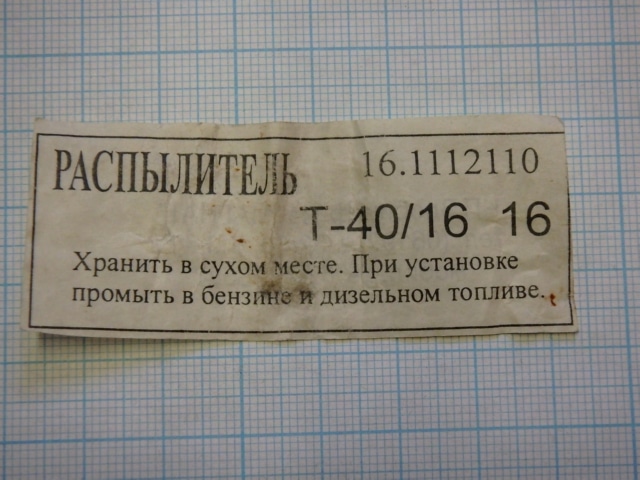 РАСПЫЛИТЕЛЬ 16.1112110
Т-40/16 16
Хранить в сухом месте. При установке
промыть в бензине и дизельном топливе.